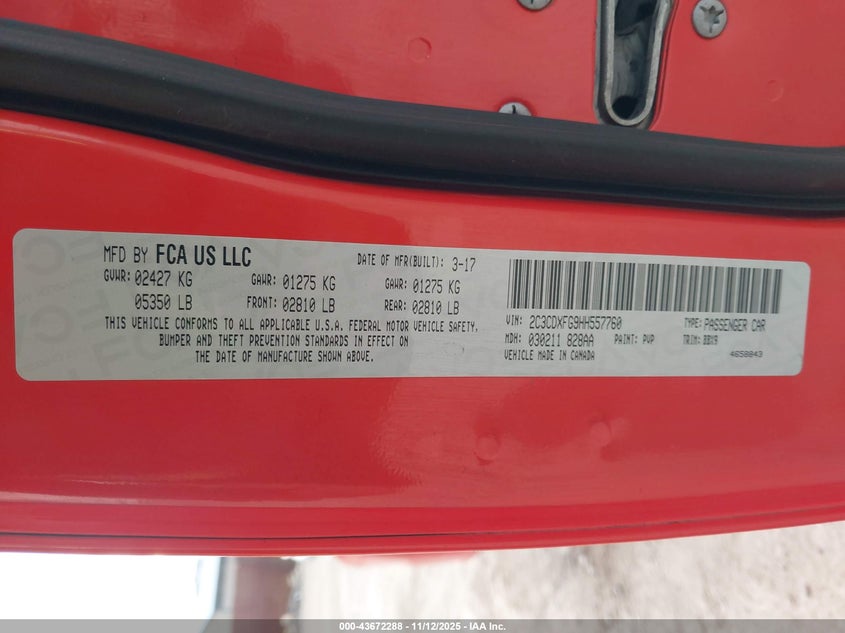 MFD BY FCA US LLC
DATE OF MFR(BUILT): 3-17
GVWR: 02427 KG GAWR: 01275 KG GAWR: 01275 KG
05350 LB FRONT: 02810 LB REAR: 02810 LB
THIS VEHICLE CONFORMS TO ALL APPLICABLE U.S.A. FEDERAL MOTOR VEHICLE SAFETY,
BUMPER AND THEFT PREVENTION STANDARDS IN EFFECT ON
THE DATE OF MANUFACTURE SHOWN ABOVE.
VIN: 2C3CDXFG9HH557760 TYPE: PASSENGER CAR
MDH: 030211 828AA PAINT: PVP TRIM: BBX9
VEHICLE MADE IN CANADA 4658843
000-43672288 - 11/12/2025 - IAA Inc.